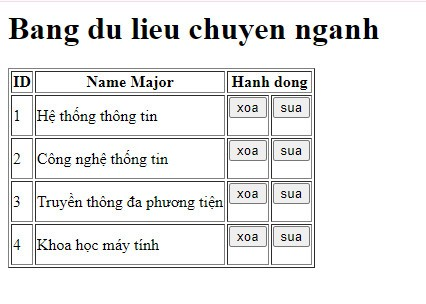 Bang du lieu chuyen nganh
ID Name Major Hanh dong
1 Hệ thống thông tin xoa sua
2 Công nghệ thống tin xoa sua
3 Truyền thông đa phương tiện xoa sua
4 Khoa học máy tính xoa sua